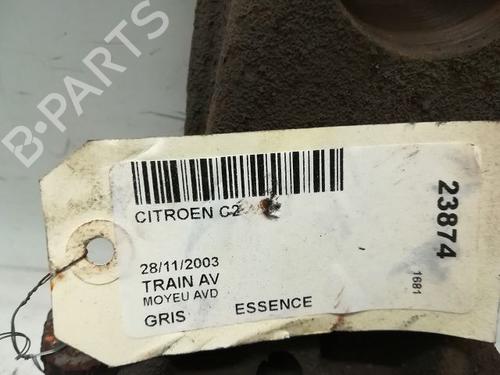 B-PARTS
CITROEN C2
28/11/2003
TRAIN AV
MOYEU AVD
GRIS ESSENCE
23874
1681